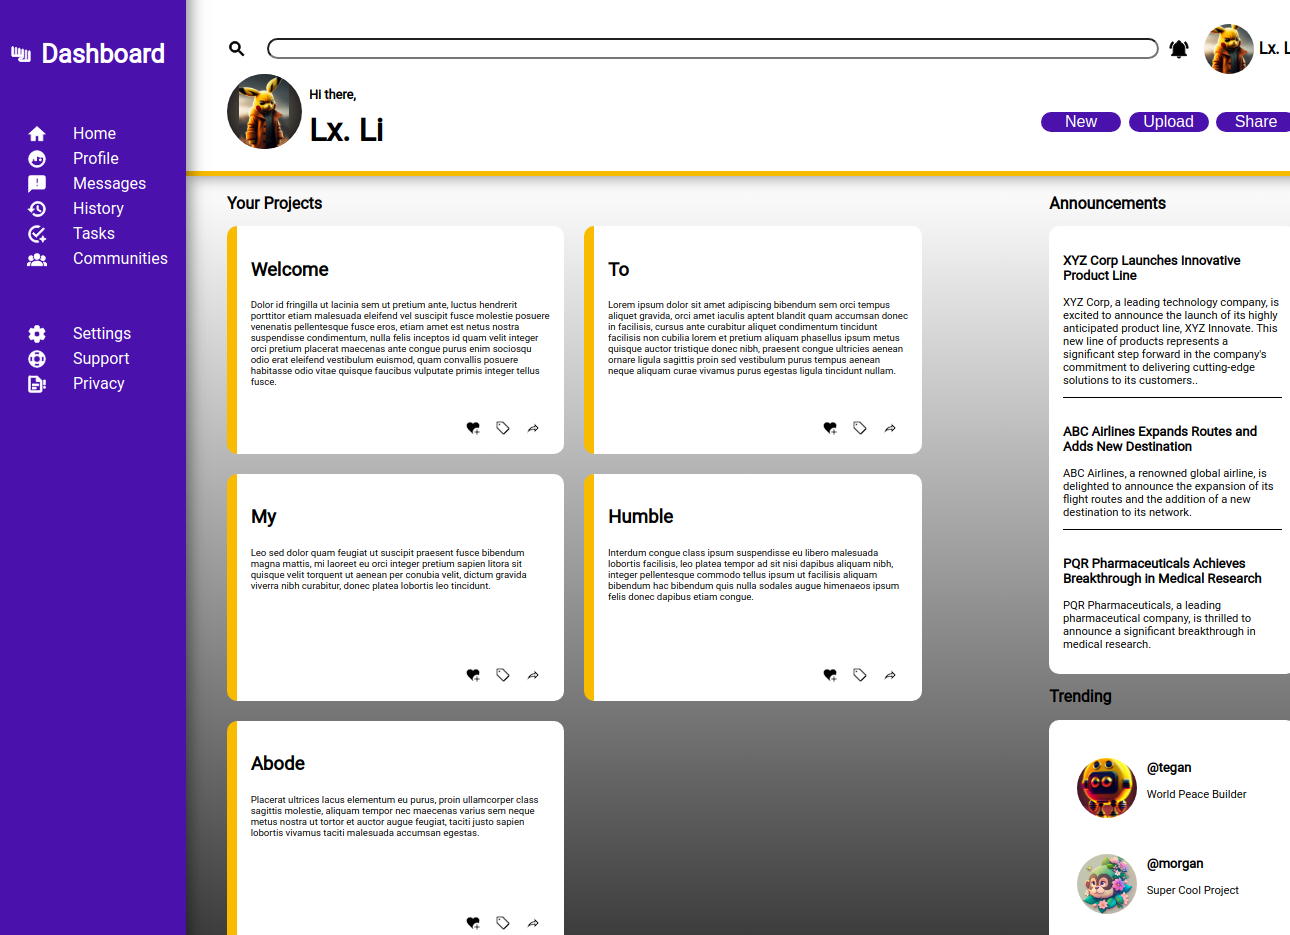 Dashboard
Home
Profile
Messages
History
Tasks
Communities
Settings
Support
Privacy
Lx. L
Hi there,
Lx. Li
New
Upload
Share
Your Projects
Welcome
Dolor id fringilla ut lacinia sem ut pretium ante, luctus hendrerit
porttitor etiam malesuada eleifend vel suscipit fusce molestie posuere
venenatis pellentesque fusce eros, etiam amet est netus nostra
suspendisse condimentum, nulla felis inceptos id quam velit integer
orci pretium placerat maecenas ante congue purus enim sociosqu
odio erat eleifend vestibulum euismod, quam convallis posuere
habitasse odio vitae quisque faucibus vulputate primis integer tellus
fusce.
To
Lorem ipsum dolor sit amet adipiscing bibendum sem orci tempus
aliquet gravida, orci amet iaculis aptent blandit quam accumsan donec
in facilisis, cursus ante curabitur aliquet condimentum tincidunt
facilisis non cubilia lorem et pretium aliquam phasellus ipsum metus
quisque auctor tristique donec nibh, praesent congue ultricies aenean
ornare ligula sagittis proin sed vestibulum purus tempus aenean
neque aliquam curae vivamus purus egestas ligula tincidunt nullam.
My
Leo sed dolor quam feugiat ut suscipit praesent fusce bibendum
magna mattis, mi laoreet eu orci integer pretium sapien litora sit
quisque velit torquent ut aenean per conubia velit, dictum gravida
viverra nibh curabitur, donec platea lobortis leo tincidunt.
Humble
Interdum congue class ipsum suspendisse eu libero malesuada
lobortis facilisis, leo platea tempor ad sit nisi dapibus aliquam nibh,
integer pellentesque commodo tellus ipsum ut facilisis aliquam
bibendum hac bibendum quis nulla sodales augue himenaeos ipsum
felis donec dapibus etiam congue.
Abode
Placerat ultrices lacus elementum eu purus, proin ullamcorper class
sagittis molestie, aliquam tempor nec maecenas varius sem neque
metus nostra ut tortor et auctor augue feugiat, taciti justo sapien
lobortis vivamus taciti malesuada accumsan egestas.
Announcements
XYZ Corp Launches Innovative
Product Line
XYZ Corp, a leading technology company, is
excited to announce the launch of its highly
anticipated product line, XYZ Innovate. This
new line of products represents a
significant step forward in the company's
commitment to delivering cutting-edge
solutions to its customers..
ABC Airlines Expands Routes and
Adds New Destination
ABC Airlines, a renowned global airline, is
delighted to announce the expansion of its
flight routes and the addition of a new
destination to its network.
PQR Pharmaceuticals Achieves
Breakthrough in Medical Research
PQR Pharmaceuticals, a leading
pharmaceutical company, is thrilled to
announce a significant breakthrough in
medical research.
Trending
@tegan
World Peace Builder
@morgan
Super Cool Project